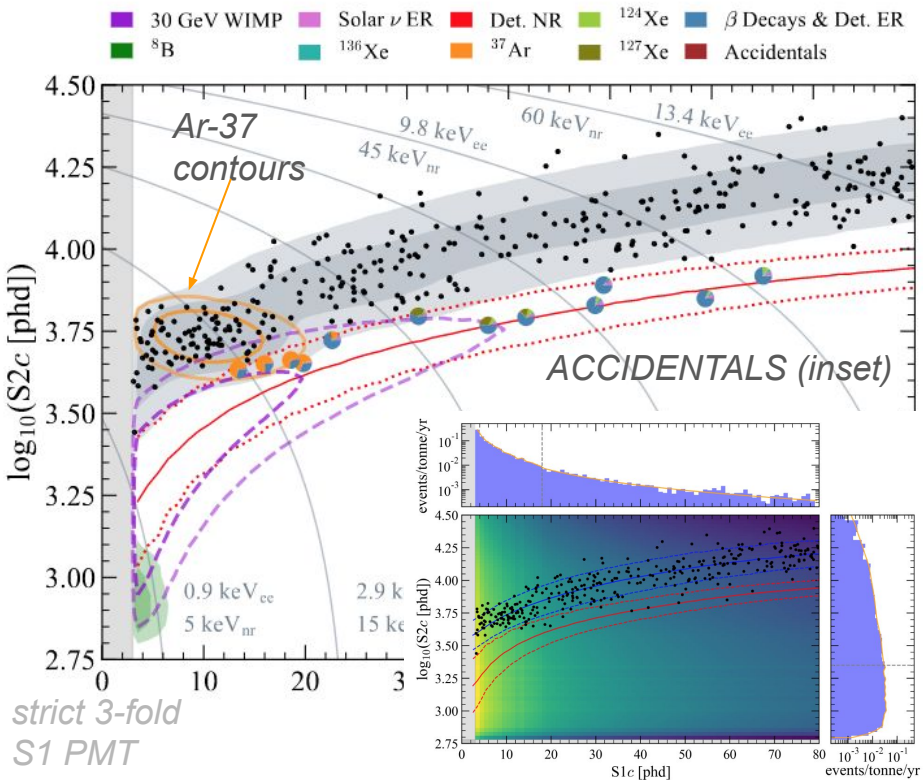 30 GeV WIMP Solar ν ER Det. NR ¹²⁴Xe β Decays & Det. ER
⁸B ¹³⁶Xe ³⁷Ar ¹²⁷Xe Accidentals
4.50
4.25
4.00
3.75
3.50
3.25
3.00
2.75
log₁₀(S2c [phd])
Ar-37
contours
9.8 keVₑₑ
45 keVₙᵣ
60 keVₙᵣ
13.4 keVₑₑ
ACCIDENTALS (inset)
0.9 keVₑₑ
5 keVₙᵣ
2.9 k
15 ke
0 10 20 3
strict 3-fold
S1 PMT
events/tonne/yr
10⁻¹
10⁻²
10⁻³
4.50
4.25
4.00
3.75
3.50
3.25
3.00
2.75
log₁₀(S2c [phd])
0 10 20 30 40 50 60 70 80
S1c [phd]
10⁻³ 10⁻² 10⁻¹
events/tonne/yr